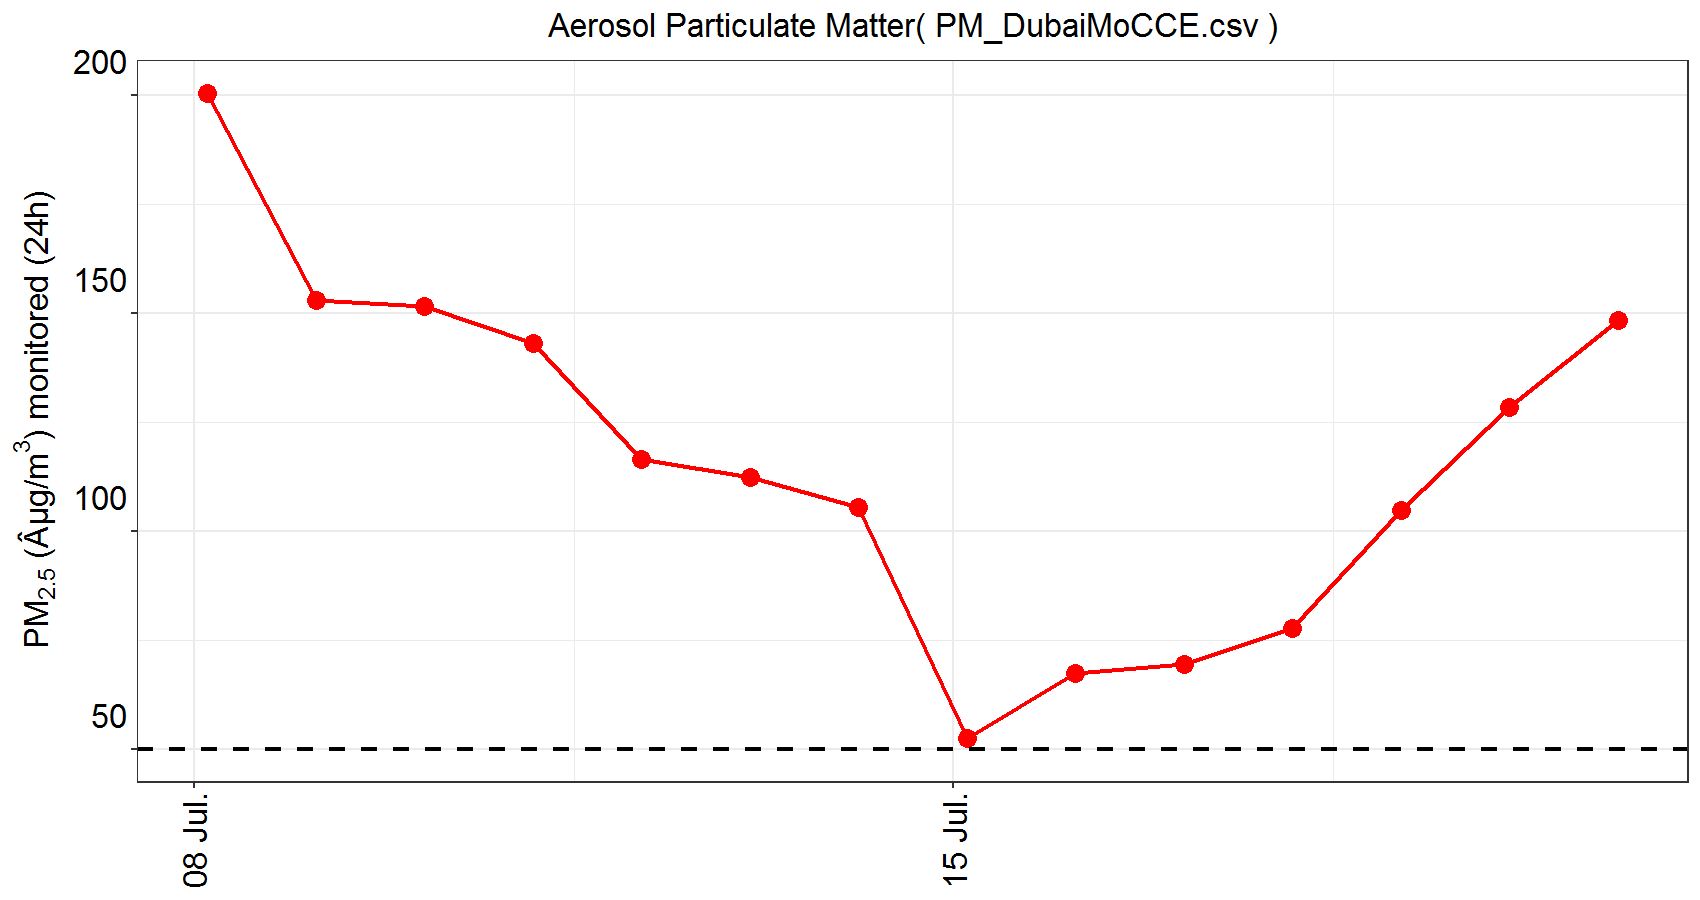 Aerosol Particulate Matter( PM_DubaiMoCCE.csv )
PM2.5 (Âµg/m3) monitored (24h)
200
150
100
50
08 Jul.
15 Jul.